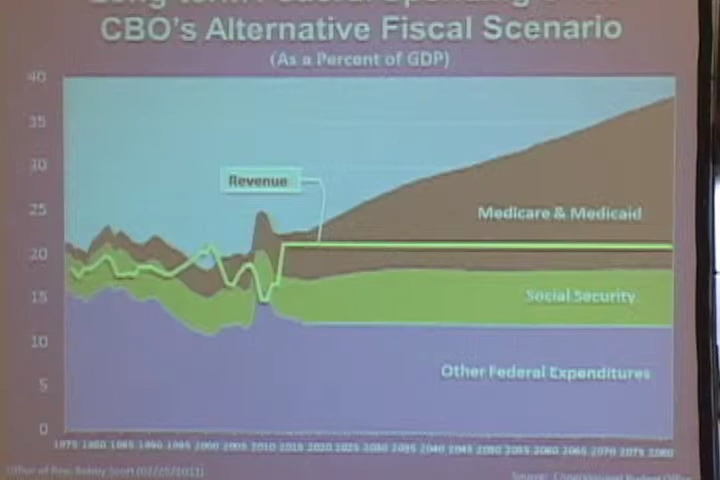 Long-term Federal Spending
CBO's Alternative Fiscal Scenario
(As a Percent of GDP)
40
35
30
25
20
15
10
5
0
Revenue
Medicare & Medicaid
Social Security
Other Federal Expenditures
1975 1980 1985 1990 1995 2000 2005 2010 2015 2020 2025 2030 2035 2040 2045 2050 2055 2060 2065 2070 2075 2080
Office of Rep. Bobby Scott (02/25/2011)
Source: Congressional Budget Office